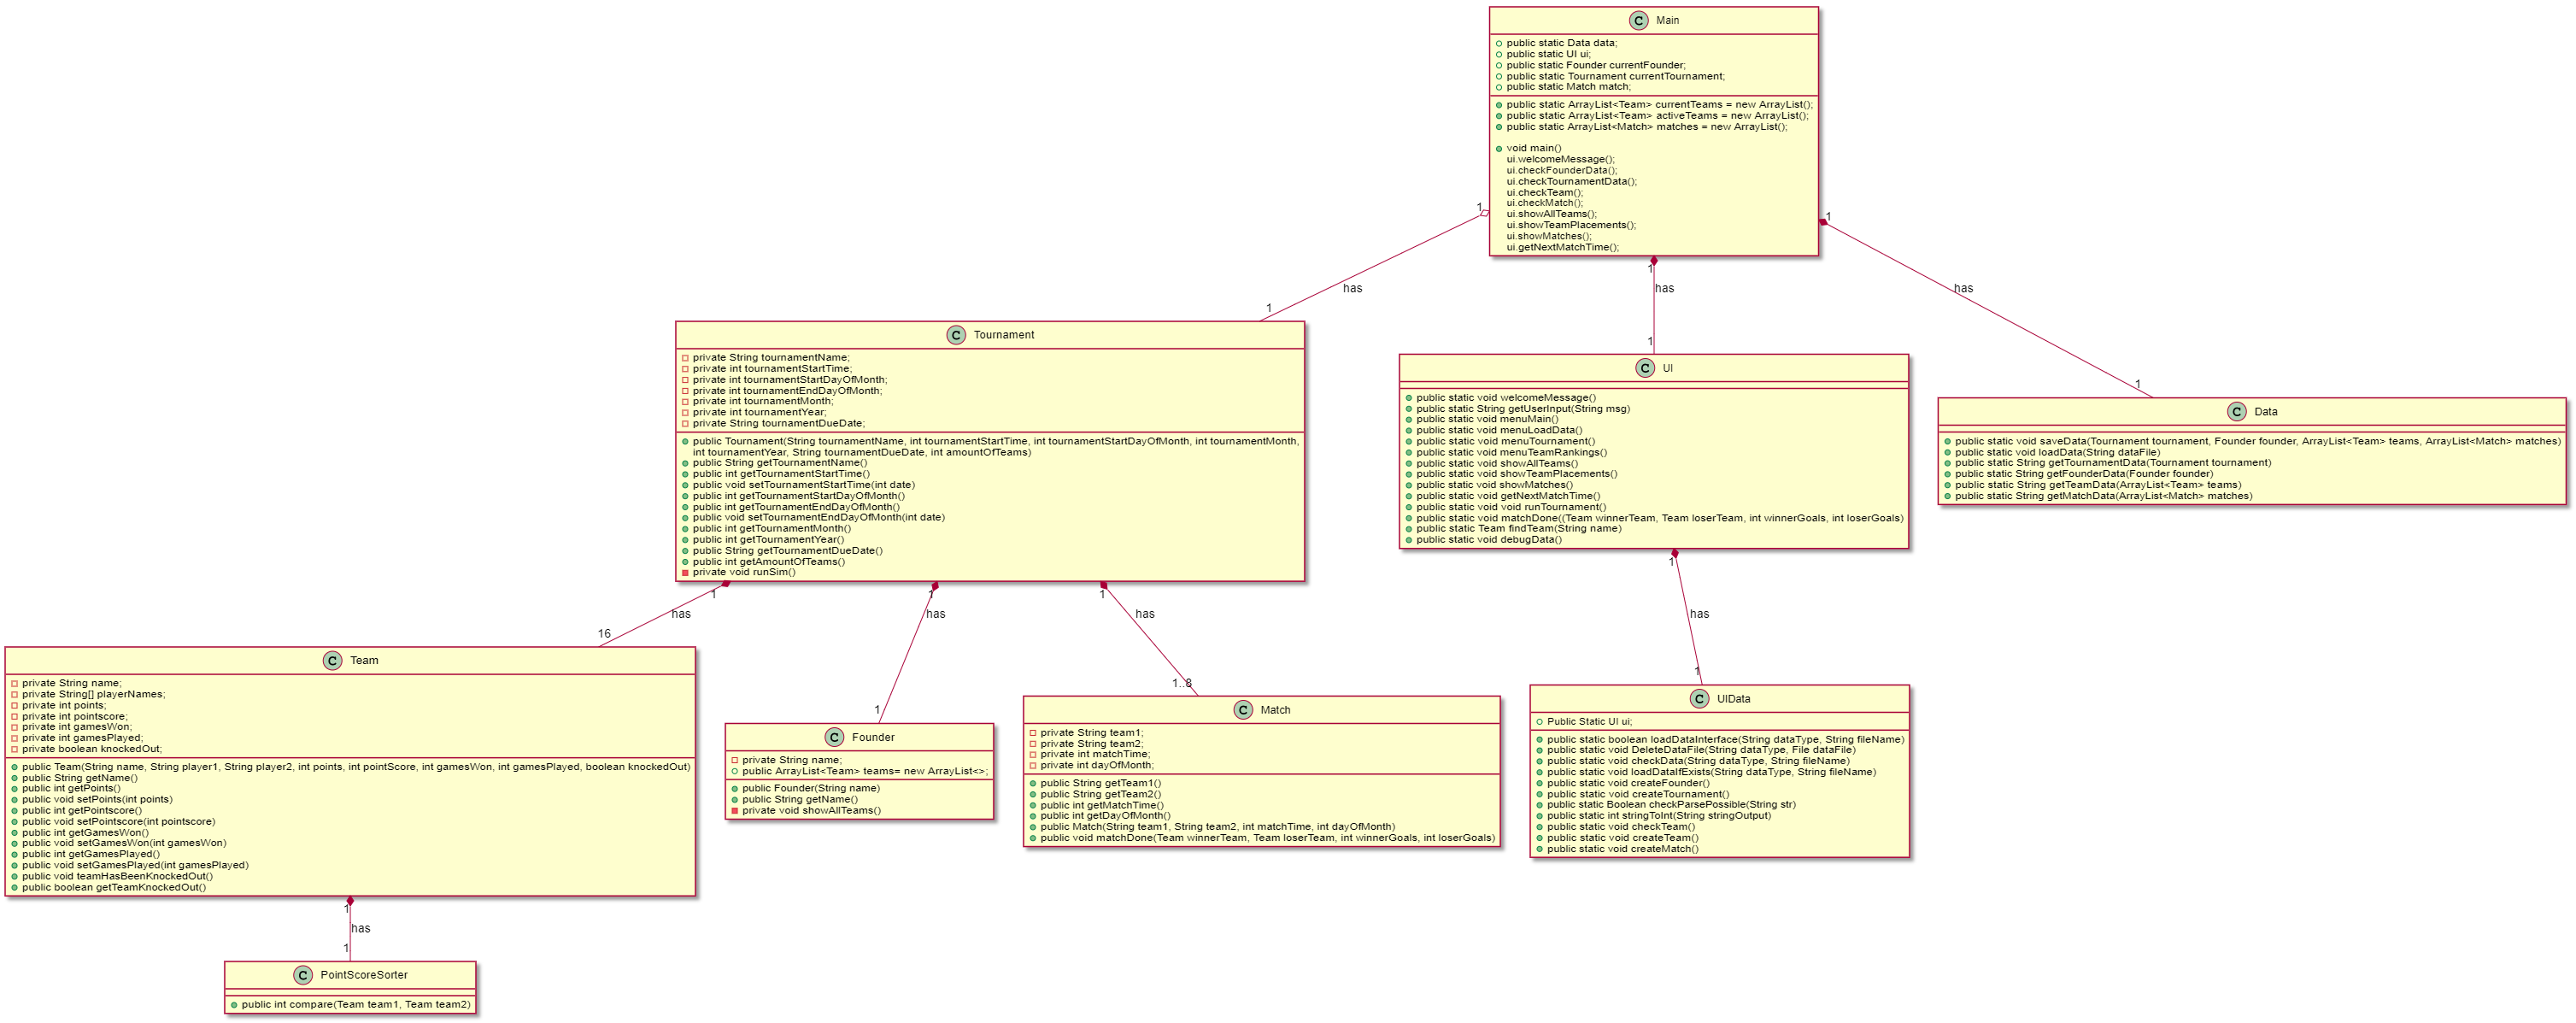 C Main
public static Data data;
public static UI ui;
public static Founder currentFounder;
public static Tournament currentTournament;
public static Match match;
public static ArrayList<Team> currentTeams = new ArrayList();
public static ArrayList<Team> activeTeams = new ArrayList();
public static ArrayList<Match> matches = new ArrayList();
void main()
ui.welcomeMessage();
ui.checkFounderData();
ui.checkTournamentData();
ui.checkTeam();
ui.checkMatch();
ui.showAllTeams();
ui.showTeamPlacements();
ui.showMatches();
ui.getNextMatchTime();
1
1
1
has
has
has
1
1
1
C Tournament
private String tournamentName;
private int tournamentStartTime;
private int tournamentStartDayOfMonth;
private int tournamentEndDayOfMonth;
private int tournamentMonth;
private int tournamentYear;
private String tournamentDueDate;
public Tournament(String tournamentName, int tournamentStartTime, int tournamentStartDayOfMonth, int tournamentMonth,
int tournamentYear, String tournamentDueDate, int amountOfTeams)
public String getTournamentName()
public int getTournamentStartTime()
public void setTournamentStartTime(int date)
public int getTournamentStartDayOfMonth()
public int getTournamentEndDayOfMonth()
public void setTournamentEndDayOfMonth(int date)
public int getTournamentMonth()
public int getTournamentYear()
public String getTournamentDueDate()
public int getAmountOfTeams()
private void runSim()
C UI
public static void welcomeMessage()
public static String getUserInput(String msg)
public static void menuMain()
public static void menuLoadData()
public static void menuTournament()
public static void menuTeamRankings()
public static void showAllTeams()
public static void showTeamPlacements()
public static void showMatches()
public static void getNextMatchTime()
public static void void runTournament()
public static void matchDone((Team winnerTeam, Team loserTeam, int winnerGoals, int loserGoals)
public static Team findTeam(String name)
public static void debugData()
C Data
public static void saveData(Tournament tournament, Founder founder, ArrayList<Team> teams, ArrayList<Match> matches)
public static void loadData(String dataFile)
public static String getTournamentData(Tournament tournament)
public static String getFounderData(Founder founder)
public static String getTeamData(ArrayList<Team> teams)
public static String getMatchData(ArrayList<Match> matches)
1
1
1
1
has
has
has
has
16
1
1..8
1
C Team
private String name;
private String[] playerNames;
private int points;
private int pointscore;
private int gamesWon;
private int gamesPlayed;
private boolean knockedOut;
public Team(String name, String player1, String player2, int points, int pointScore, int gamesWon, int gamesPlayed, boolean knockedOut)
public String getName()
public int getPoints()
public void setPoints(int points)
public int getPointscore()
public void setPointscore(int pointscore)
public int getGamesWon()
public void setGamesWon(int gamesWon)
public int getGamesPlayed()
public void setGamesPlayed(int gamesPlayed)
public void teamHasBeenKnockedOut()
public boolean getTeamKnockedOut()
C Founder
private String name;
public ArrayList<Team> teams= new ArrayList<>;
public Founder(String name)
public String getName()
private void showAllTeams()
C Match
private String team1;
private String team2;
private int matchTime;
private int dayOfMonth;
public String getTeam1()
public String getTeam2()
public int getMatchTime()
public int getDayOfMonth()
public Match(String team1, String team2, int matchTime, int dayOfMonth)
public void matchDone(Team winnerTeam, Team loserTeam, int winnerGoals, int loserGoals)
C UIData
Public Static UI ui;
public static boolean loadDataInterface(String dataType, String fileName)
public static void DeleteDataFile(String dataType, File dataFile)
public static void checkData(String dataType, String fileName)
public static void loadDataIfExists(String dataType, String fileName)
public static void createFounder()
public static void createTournament()
public static Boolean checkParsePossible(String str)
public static int stringToInt(String stringOutput)
public static void checkTeam()
public static void createTeam()
public static void createMatch()
1
has
1
C PointScoreSorter
public int compare(Team team1, Team team2)